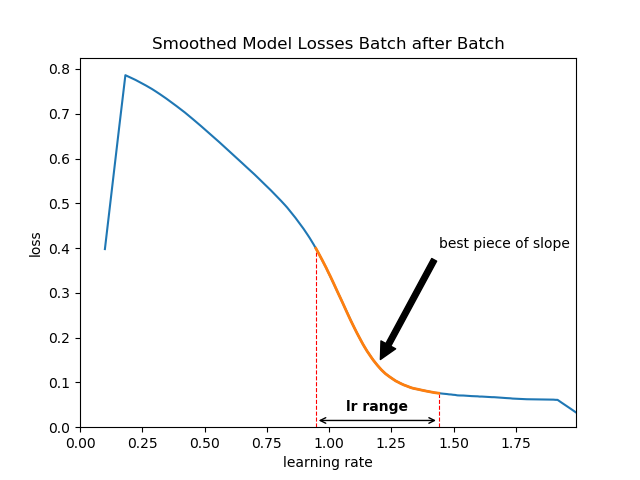 Smoothed Model Losses Batch after Batch
0.8
0.7
0.6
0.5
0.4
0.3
0.2
0.1
0.0
loss
best piece of slope
lr range
0.00 0.25 0.50 0.75 1.00 1.25 1.50 1.75
learning rate